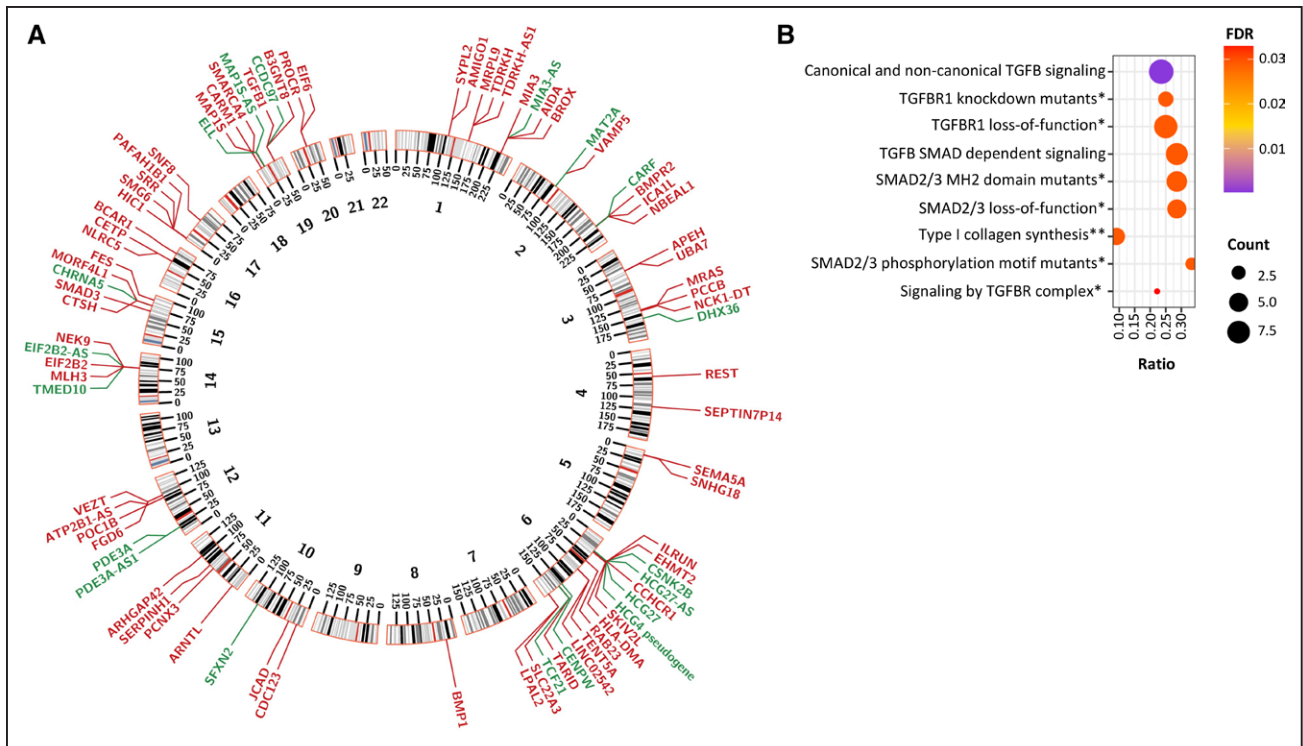 A
SYPL2
AMIGO1
MRPL9
TDRKH
TDRKH-AS1
MIA3
MIA3-AS
AIDA
BROX
MAT2A
VAMP5
CARF
BMPR2
ICA1L
NBEAL1
APEH
UBA7
MRAS
PCCB
NCK1-DT
DHX36
REST
SEPTIN7P14
SEMA5A
SNHG18
ILRUN
EHMT2
CSNK2B
HCG25-AS
HCG27
CCHCR1
HCG4 pseudogene
SKIV2L
HLA-DMA
RAB23
TENT5A
LINC02542
CENPW
TARID
TCF21
SLC22A3
LPAL2
BMP1
JCAD
CDC123
SFXN2
ARNTL
PCNX3
SERPINH1
ARHGAP42
PDE3A-AS1
PDE3A
FGD6
POC1B
ATP2B1-AS
VEZT
TMED10
MLH3
EIF2B2
EIF2B2-AS
NEK9
CTSH
SMAD3
CHRNA5
MORF4L1
FES
NLRC5
CETP
BCAR1
HIC1
SMG6
SRR
PAFAH1B1
SNF8
ELL
MAP1S
CARM1
SMARCA4
MAP1S-AS
CCDC97
TGFB1
B3GNT8
PROCR
EIF6
1
2
3
4
5
6
7
8
9
10
11
12
13
14
15
16
17
18
19
20
21
22
B
Canonical and non-canonical TGFB signaling
TGFBR1 knockdown mutants*
TGFBR1 loss-of-function*
TGFB SMAD dependent signaling
SMAD2/3 MH2 domain mutants*
SMAD2/3 loss-of-function*
Type I collagen synthesis**
SMAD2/3 phosphorylation motif mutants*
Signaling by TGFBR complex*
0.10
0.15
0.20
0.25
0.30
Ratio
FDR
0.03
0.02
0.01
Count
2.5
5.0
7.5